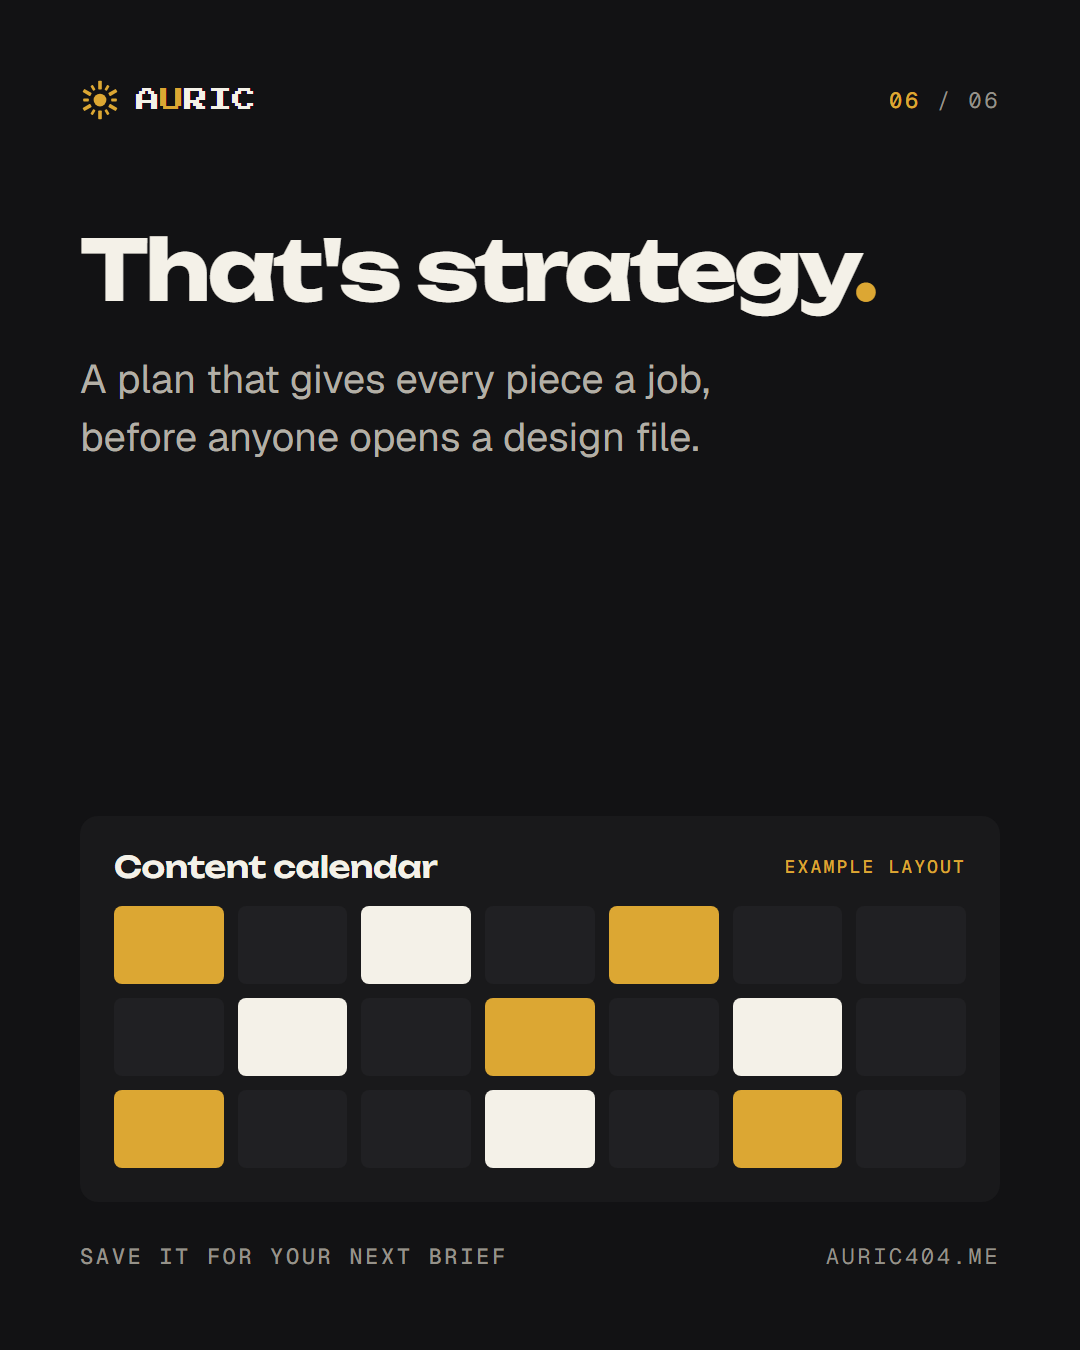 AURIC
06 / 06
That's strategy.
A plan that gives every piece a job,
before anyone opens a design file.
Content calendar
EXAMPLE LAYOUT
SAVE IT FOR YOUR NEXT BRIEF
AURIC404.ME